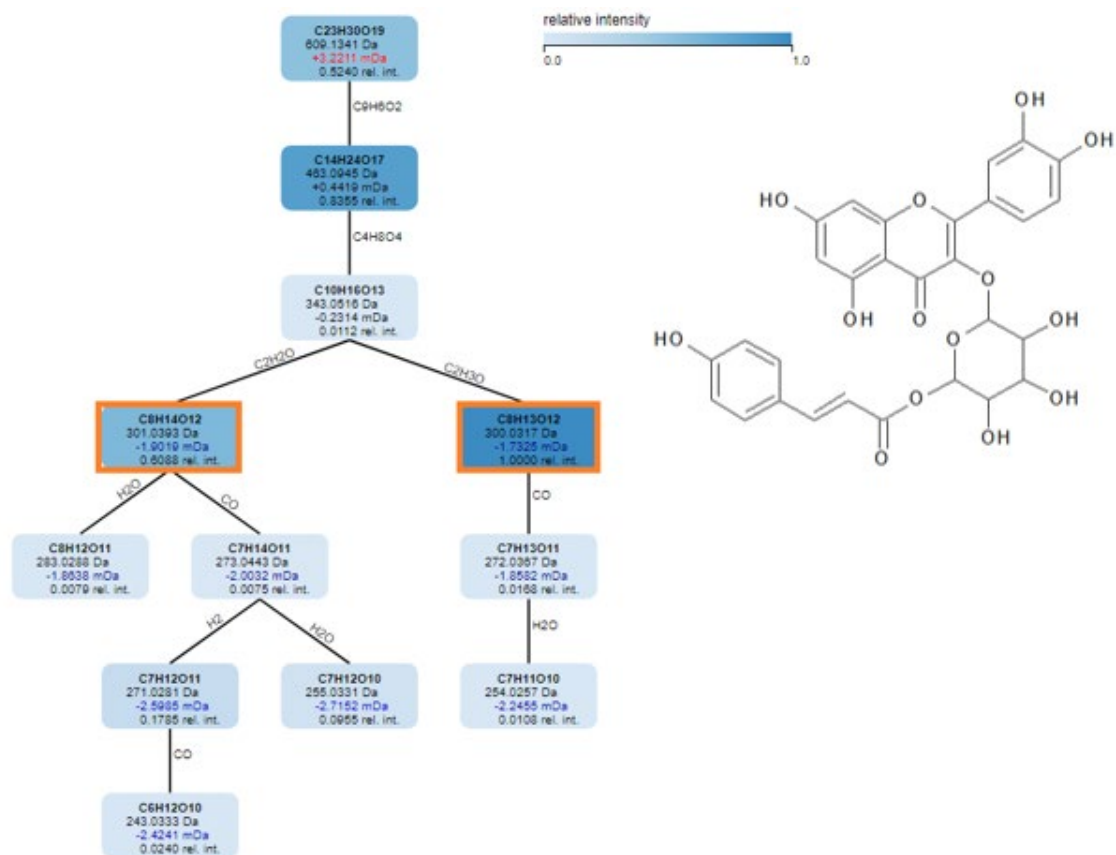 relative intensity
0.0
1.0
C23H30O19
609.1341 Da
+3.2211 mDa
0.5240 rel. int.
C9H6O2
C14H24O17
463.0945 Da
+0.4419 mDa
0.8355 rel. int.
C4H8O4
C10H16O13
343.0516 Da
-0.2314 mDa
0.0112 rel. int.
C2H2O
C2H3O
C8H14O12
301.0393 Da
-1.9019 mDa
0.6088 rel. int.
C8H13O12
300.0317 Da
-1.7325 mDa
1.0000 rel. int.
H2O
CO
CO
C8H12O11
283.0288 Da
-1.8638 mDa
0.0079 rel. int.
C7H14O11
273.0443 Da
-2.0032 mDa
0.0075 rel. int.
C7H13O11
272.0367 Da
-1.8582 mDa
0.0168 rel. int.
H2
H2O
H2O
C7H12O11
271.0281 Da
-2.5985 mDa
0.1785 rel. int.
C7H12O10
255.0331 Da
-2.7152 mDa
0.0955 rel. int.
C7H11O10
254.0257 Da
-2.2455 mDa
0.0108 rel. int.
CO
C6H12O10
243.0333 Da
-2.4241 mDa
0.0240 rel. int.
OH
OH
HO
O
O
OH
O
O
OH
HO
O
OH
O
OH
O